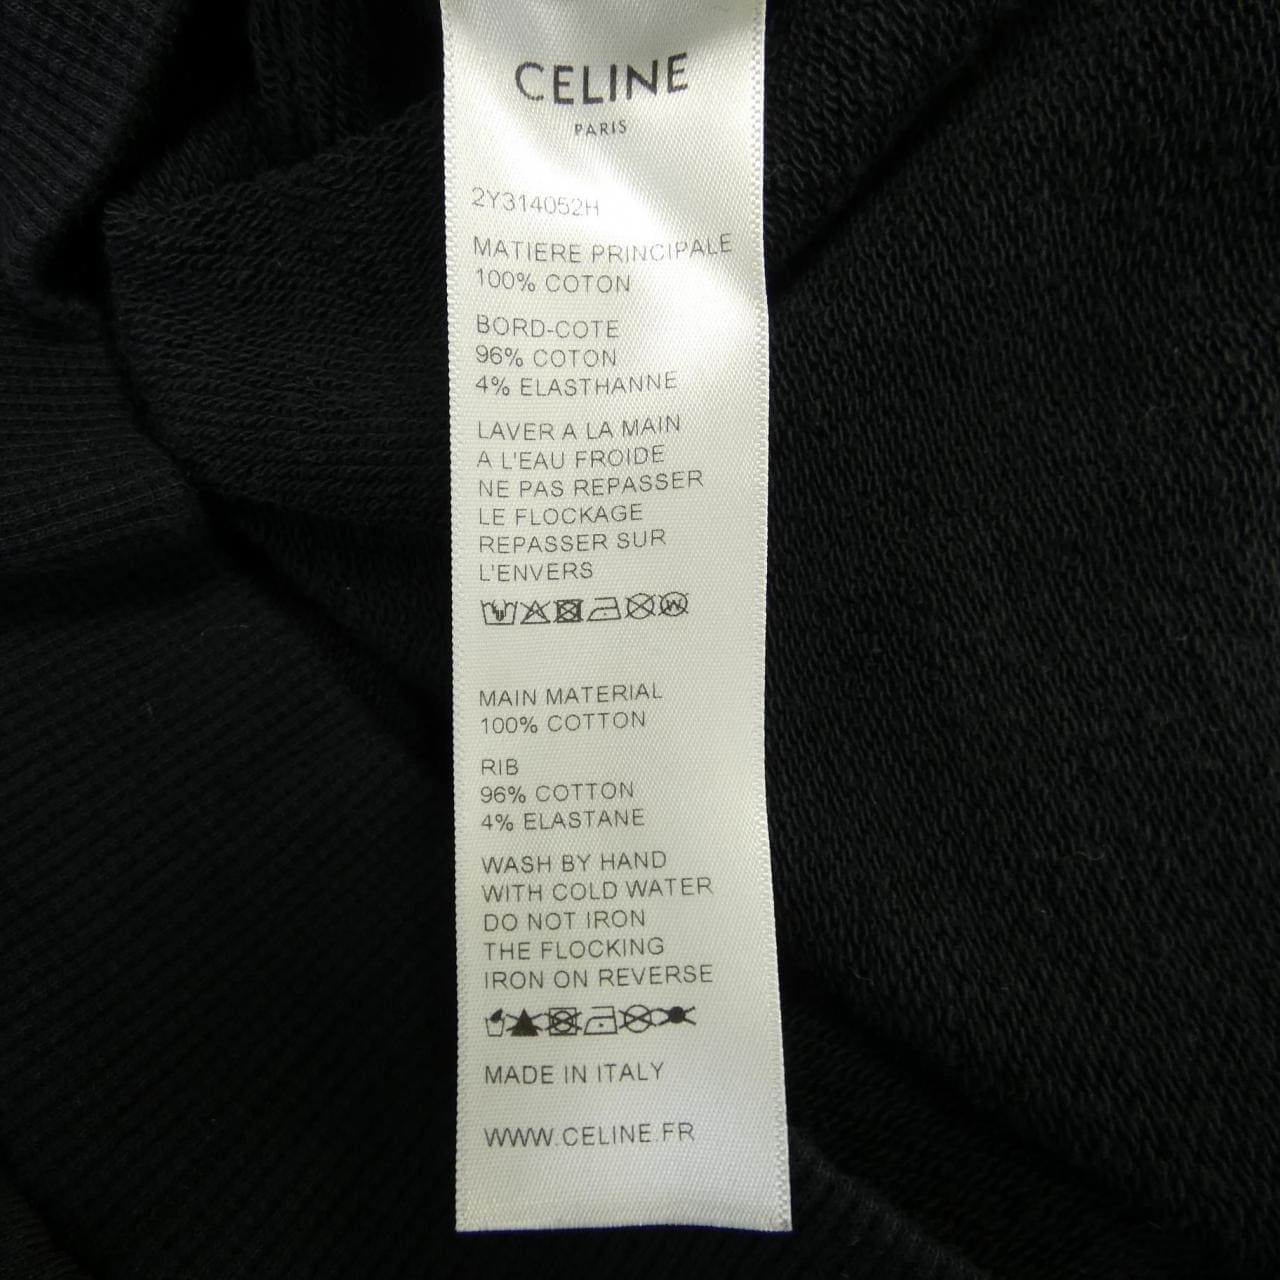 CELINE
PARIS
2Y314052H
MATIERE PRINCIPALE
100% COTON
BORD-COTE
96% COTON
4% ELASTHANNE
LAVER A LA MAIN
A L'EAU FROIDE
NE PAS REPASSER
LE FLOCKAGE
REPASSER SUR
L'ENVERS
MAIN MATERIAL
100% COTTON
RIB
96% COTTON
4% ELASTANE
WASH BY HAND
WITH COLD WATER
DO NOT IRON
THE FLOCKING
IRON ON REVERSE
MADE IN ITALY
WWW.CELINE.FR